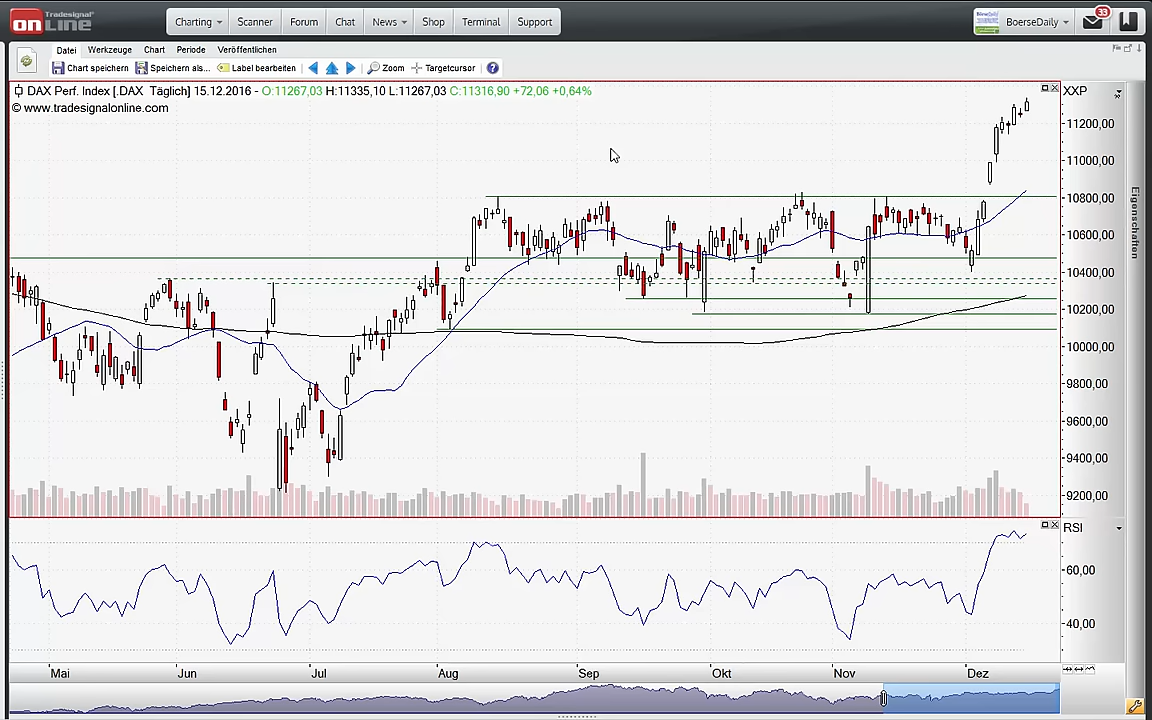 Tradesignal®
onLine
Charting
Scanner
Forum
Chat
News
Shop
Terminal
Support
BoerseDaily
33
Datei
Werkzeuge
Chart
Periode
Veröffentlichen
Chart speichern
Speichern als...
Label bearbeiten
Zoom
Targetcursor
?
DAX Perf. Index [.DAX Täglich] 15.12.2016 - O:11267,03 H:11335,10 L:11267,03 C:11316,90 +72,06 +0,64%
© www.tradesignalonline.com
XXP
11200,00
11000,00
10800,00
10600,00
10400,00
10200,00
10000,00
9800,00
9600,00
9400,00
9200,00
Eigenschaften
RSI
60,00
40,00
Mai
Jun
Jul
Aug
Sep
Okt
Nov
Dez